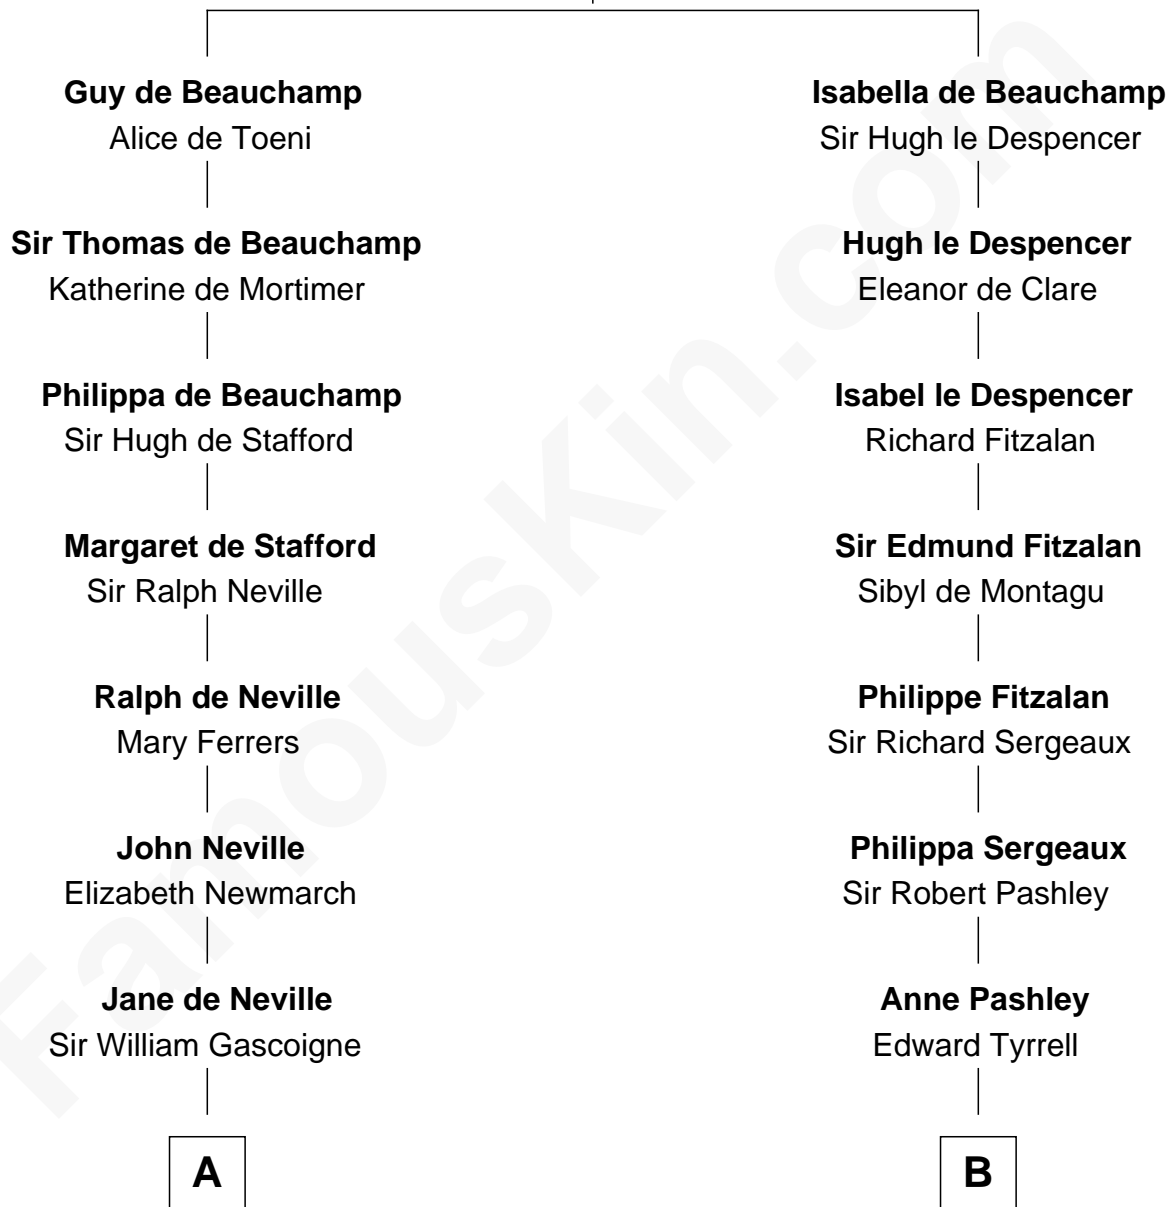 Guy de Beauchamp
Alice de Toeni
Sir Thomas de Beauchamp
Katherine de Mortimer
Philippa de Beauchamp
Sir Hugh de Stafford
Margaret de Stafford
Sir Ralph Neville
Ralph de Neville
Mary Ferrers
John Neville
Elizabeth Newmarch
Jane de Neville
Sir William Gascoigne
A
Isabella de Beauchamp
Sir Hugh le Despencer
Hugh le Despencer
Eleanor de Clare
Isabel le Despencer
Richard Fitzalan
Sir Edmund Fitzalan
Sibyl de Montagu
Philippe Fitzalan
Sir Richard Sergeaux
Philippa Sergeaux
Sir Robert Pashley
Anne Pashley
Edward Tyrrell
B
FamousKin.com